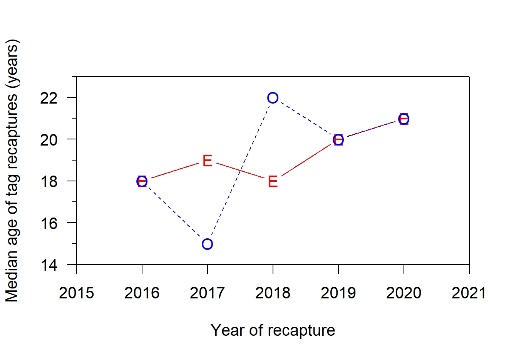 Median age of tag recaptures (years)
22
20
18
16
14
O
E
E
O
E
2015 2016 2017 2018 2019 2020 2021
Year of recapture